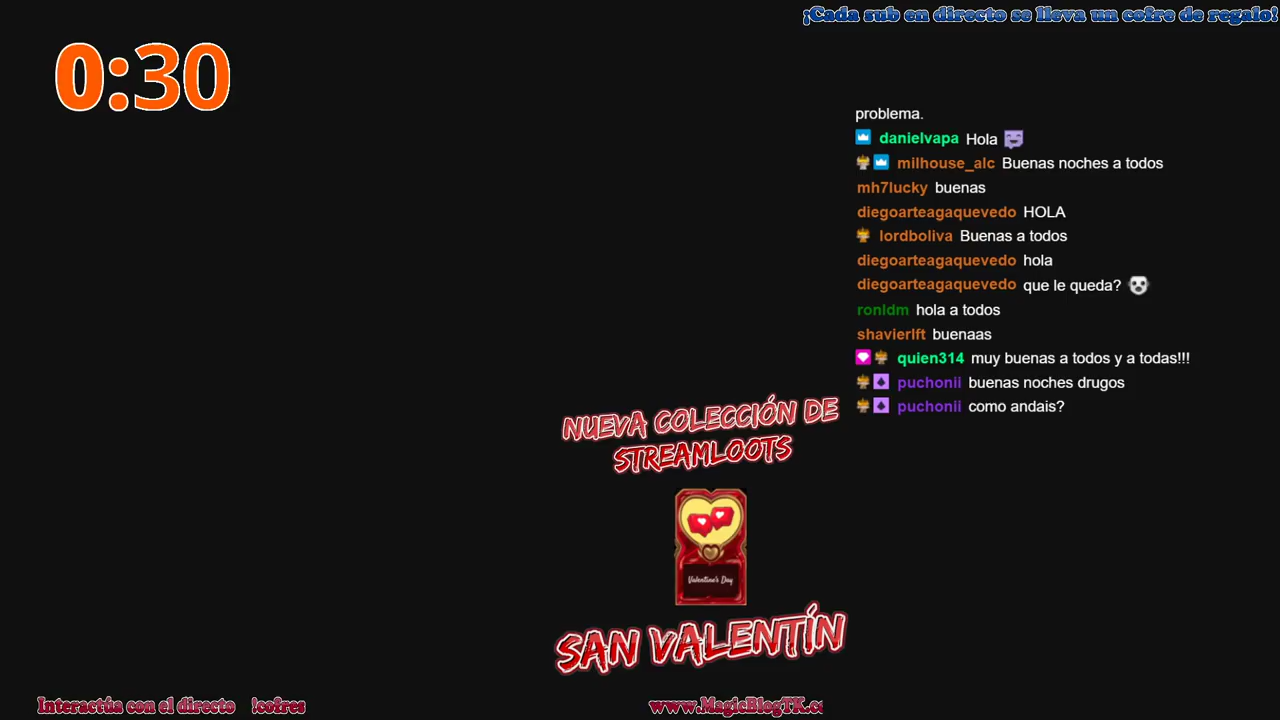 ¡Cada sub en directo se lleva un cofre de regalo!
0:30
problema.
danielvapa Hola
milhouse_alc Buenas noches a todos
mh7lucky buenas
diegoarteagaquevedo HOLA
lordboliva Buenas a todos
diegoarteagaquevedo hola
diegoarteagaquevedo que le queda?
ronldm hola a todos
shavierlft buenaas
quien314 muy buenas a todos y a todas!!!
puchonii buenas noches drugos
puchonii como andais?
NUEVA COLECCIÓN DE
STREAMLOOTS
Valentine's Day
SAN VALENTÍN
Interactúa con el directo !cofres
www.MagicBlogTK.c